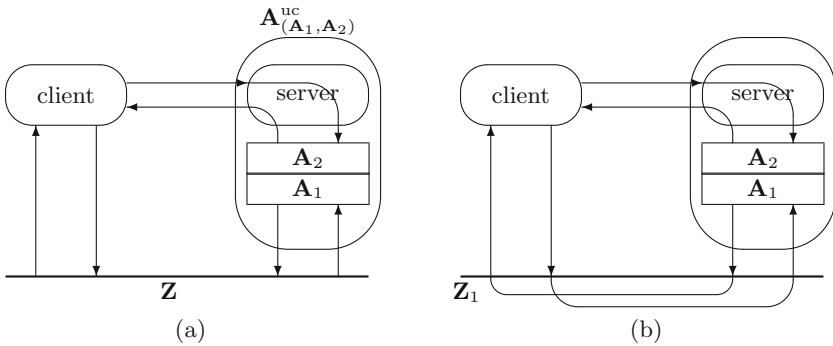 A^uc_(A₁,A₂)
client
server
A₂
A₁
Z
(a)
client
server
A₂
A₁
Z₁
(b)